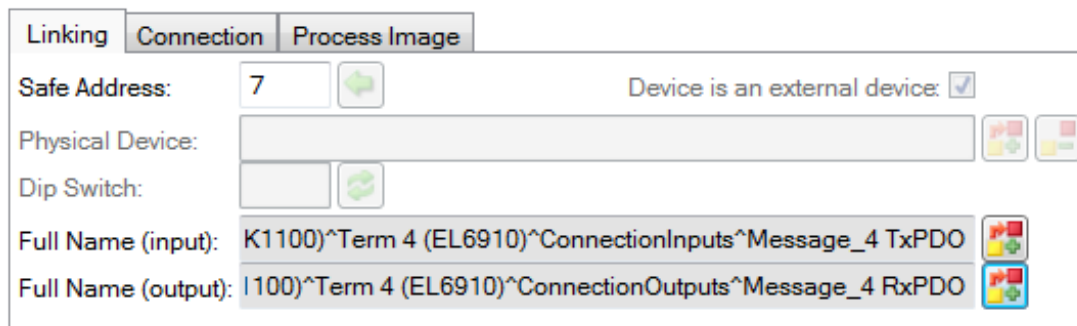 Linking Connection Process Image
Safe Address: 7 Device is an external device:
Physical Device:
Dip Switch:
Full Name (input): K1100)^Term 4 (EL6910)^ConnectionInputs^Message_4 TxPDO
Full Name (output): 1100)^Term 4 (EL6910)^ConnectionOutputs^Message_4 RxPDO